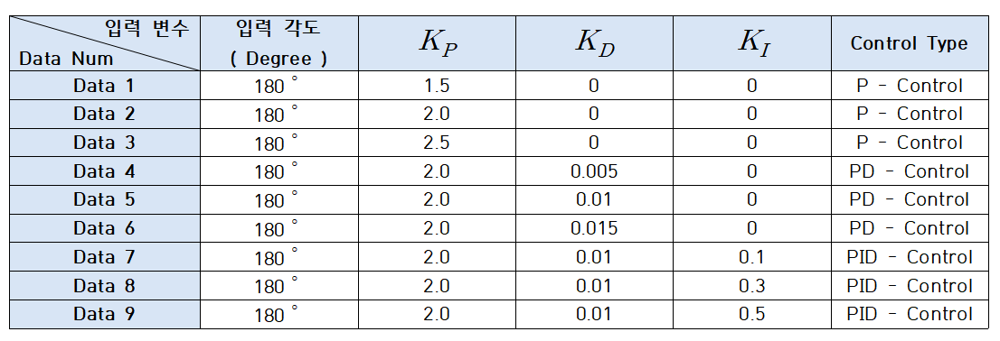 입력 변수 입력 각도 K_P K_D K_I Control Type
Data Num ( Degree )
Data 1 180 ° 1.5 0 0 P - Control
Data 2 180 ° 2.0 0 0 P - Control
Data 3 180 ° 2.5 0 0 P - Control
Data 4 180 ° 2.0 0.005 0 PD - Control
Data 5 180 ° 2.0 0.01 0 PD - Control
Data 6 180 ° 2.0 0.015 0 PD - Control
Data 7 180 ° 2.0 0.01 0.1 PID - Control
Data 8 180 ° 2.0 0.01 0.3 PID - Control
Data 9 180 ° 2.0 0.01 0.5 PID - Control